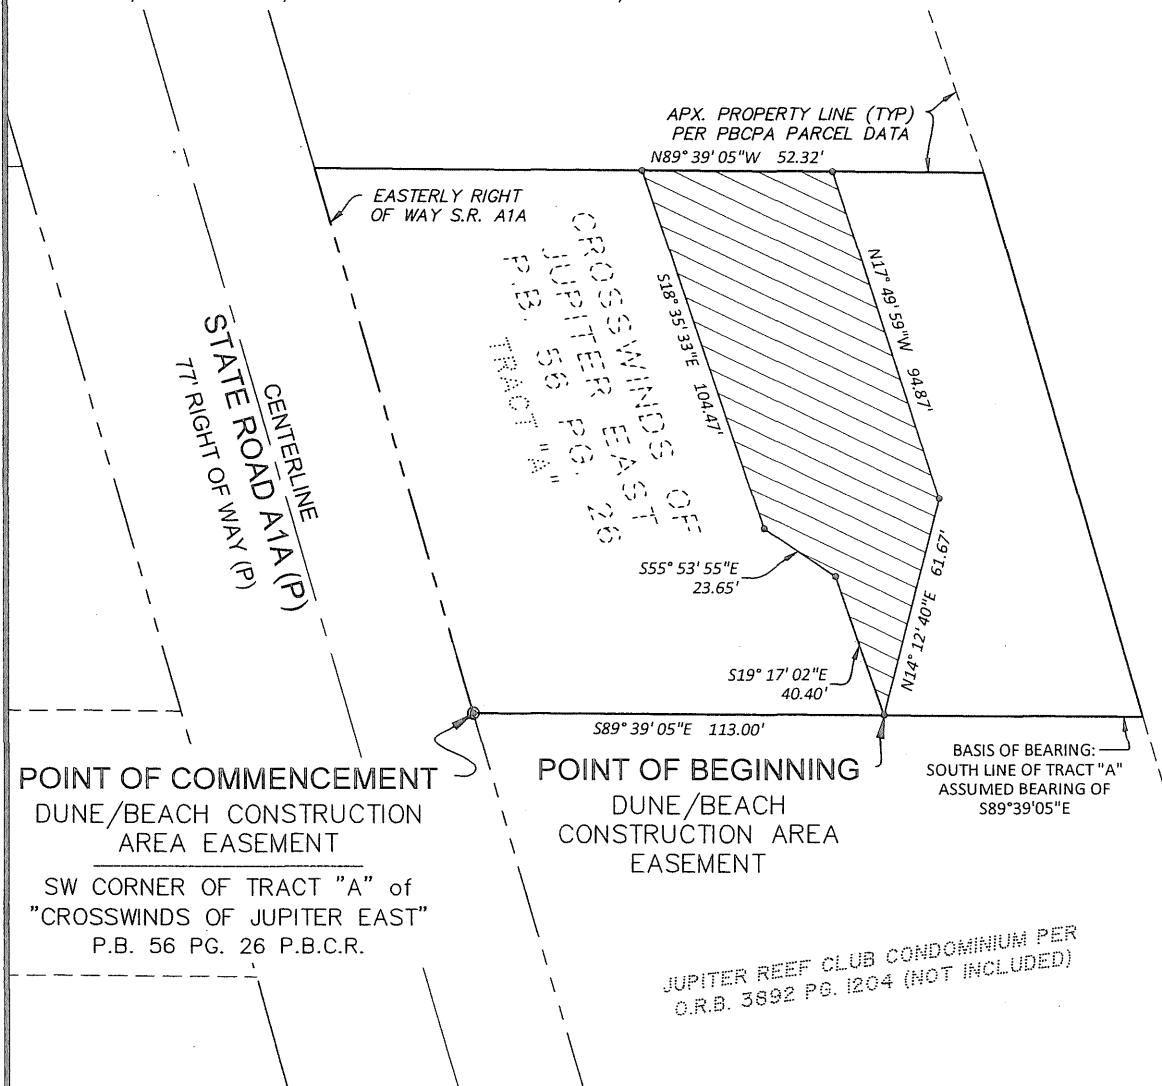 APX. PROPERTY LINE (TYP)
PER PBCPA PARCEL DATA
N89° 39' 05"W 52.32'
EASTERLY RIGHT
OF WAY S.R. A1A
CROSSWINDS OF
JUPITER EAST
P.B. 56 PG. 26
TRACT "A"
S18° 35' 33"E 104.47'
N17° 49' 59"W 94.87'
CENTERLINE
STATE ROAD A1A (P)
77' RIGHT OF WAY (P)
S55° 53' 55"E
23.65'
N14° 12' 40"E 61.67'
S19° 17' 02"E
40.40'
S89° 39' 05"E 113.00'
BASIS OF BEARING:
SOUTH LINE OF TRACT "A"
ASSUMED BEARING OF
S89°39'05"E
POINT OF COMMENCEMENT
DUNE/BEACH CONSTRUCTION
AREA EASEMENT
SW CORNER OF TRACT "A" of
"CROSSWINDS OF JUPITER EAST"
P.B. 56 PG. 26 P.B.C.R.
POINT OF BEGINNING
DUNE/BEACH
CONSTRUCTION AREA
EASEMENT
JUPITER REEF CLUB CONDOMINIUM PER
O.R.B. 3892 PG. 1204 (NOT INCLUDED)